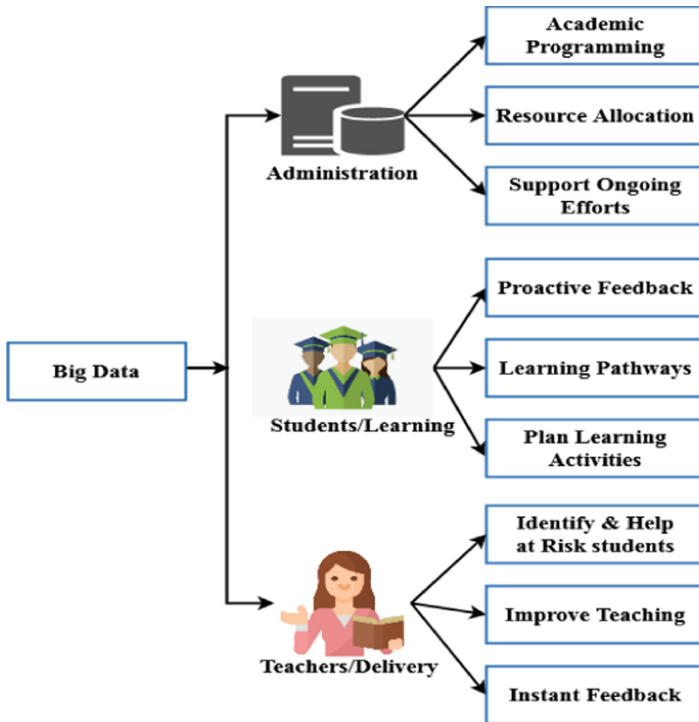 Academic
Programming
Resource Allocation
Administration
Support Ongoing
Efforts
Proactive Feedback
Big Data
Learning Pathways
Students/Learning
Plan Learning
Activities
Identify & Help
at Risk students
Improve Teaching
Teachers/Delivery
Instant Feedback